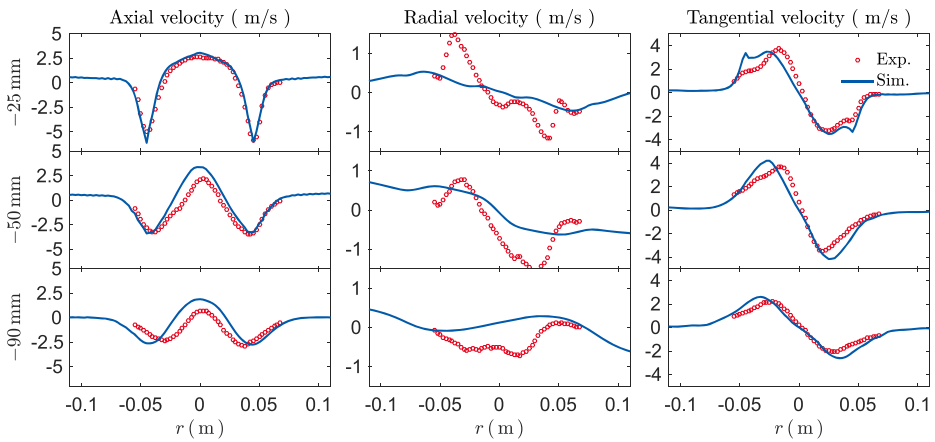 Axial velocity ( m/s )
Radial velocity ( m/s )
Tangential velocity ( m/s )
−25 mm
5
2.5
0
-2.5
-5
1
0
-1
4
2
0
-2
-4
Exp.
Sim.
−50 mm
5
2.5
0
-2.5
-5
1
0
-1
4
2
0
-2
-4
−90 mm
5
2.5
0
-2.5
-5
1
0
-1
4
2
0
-2
-4
-0.1 -0.05 0 0.05 0.1
-0.1 -0.05 0 0.05 0.1
-0.1 -0.05 0 0.05 0.1
r ( m )
r ( m )
r ( m )